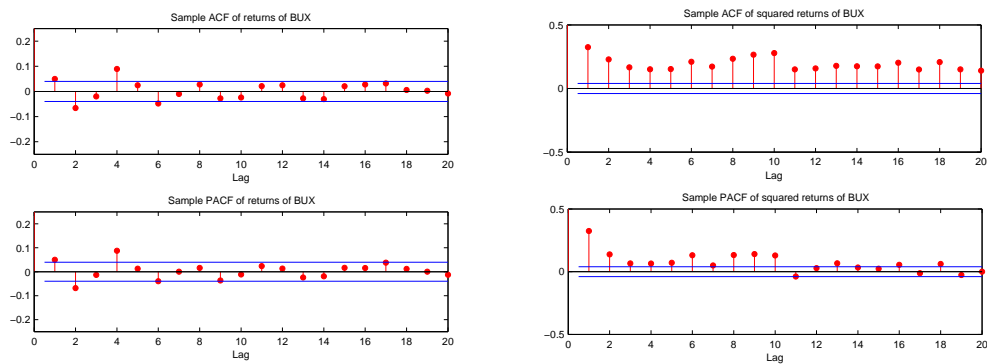 Sample ACF of returns of BUX
0.2
0.1
0
−0.1
−0.2
0 2 4 6 8 10 12 14 16 18 20
Lag
Sample PACF of returns of BUX
0.2
0.1
0
−0.1
−0.2
0 2 4 6 8 10 12 14 16 18 20
Lag
Sample ACF of squared returns of BUX
0.5
0
−0.5
0 2 4 6 8 10 12 14 16 18 20
Lag
Sample PACF of squared returns of BUX
0.5
0
−0.5
0 2 4 6 8 10 12 14 16 18 20
Lag